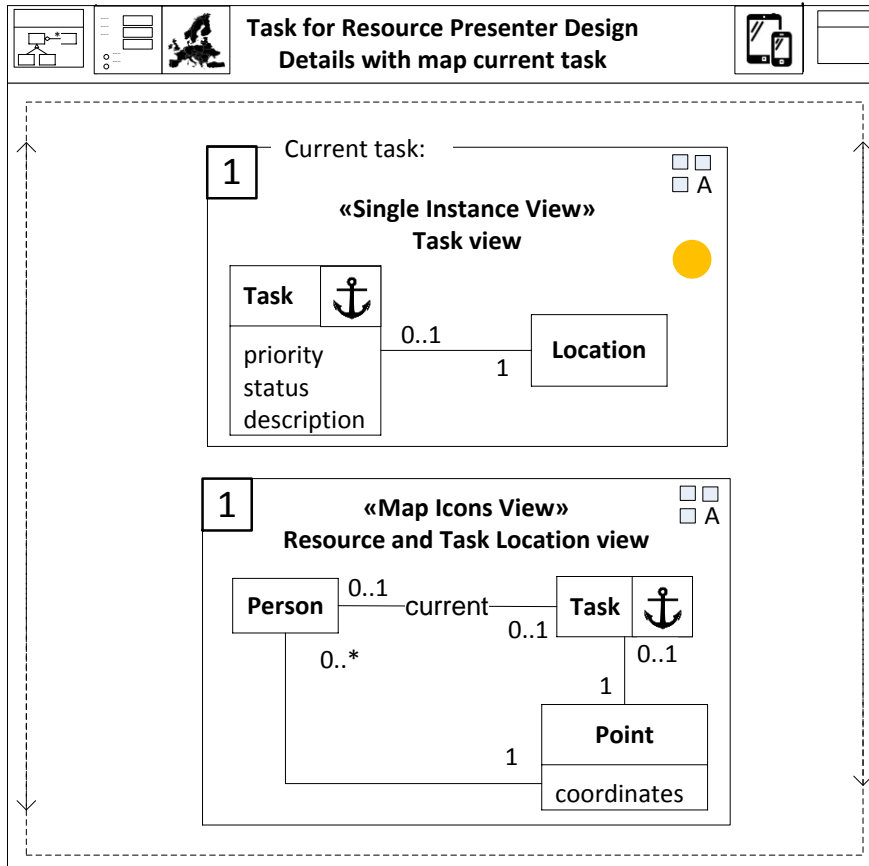 Task for Resource Presenter Design
Details with map current task
1
Current task:
A
«Single Instance View»
Task view
Task
priority
status
description
0..1
1
Location
1
A
«Map Icons View»
Resource and Task Location view
Person
0..1
current
0..1
Task
0..*
0..1
1
1
Point
coordinates